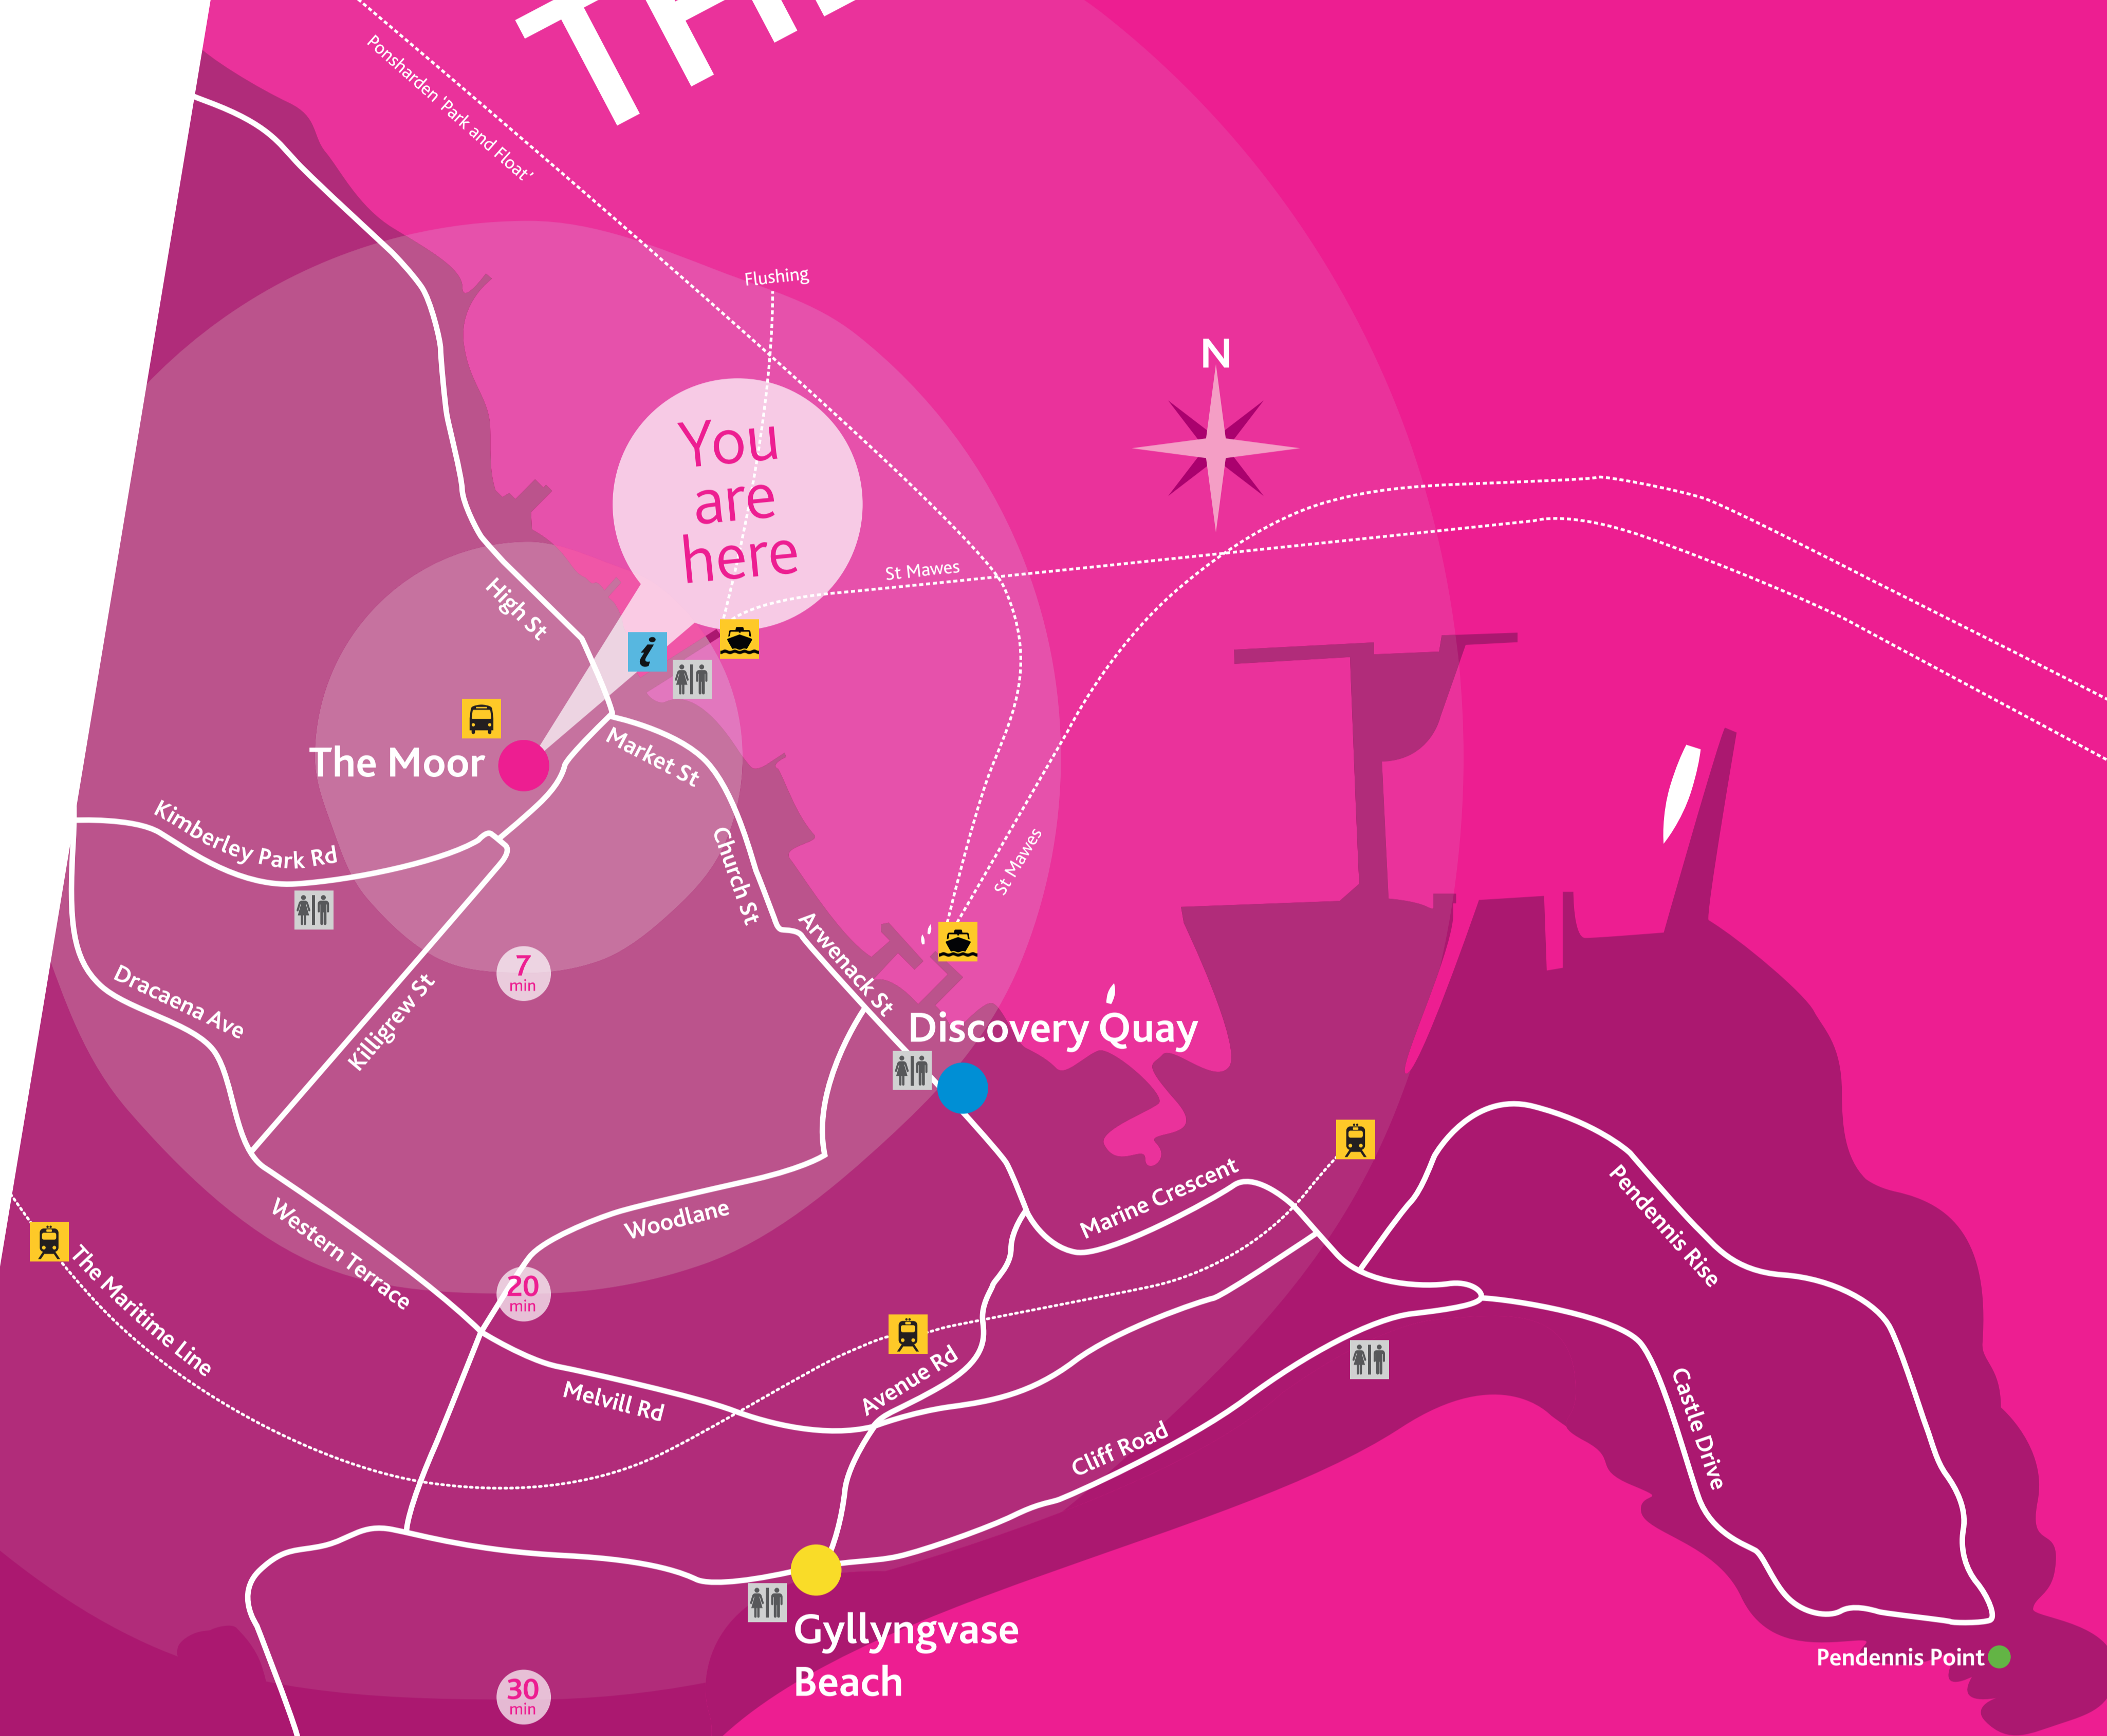 Ponsharden 'Park and Float'
Flushing
N
You
are
here
St Mawes
High St
i
Market St
The Moor
Kimberley Park Rd
Church St
St Mawes
Arwenack St
7
min
Dracaena Ave
Killigrew St
Discovery Quay
Marine Crescent
Pendennis Rise
Woodlane
Western Terrace
The Maritime Line
20
min
Avenue Rd
Melvill Rd
Castle Drive
Cliff Road
Gyllyngvase
Beach
Pendennis Point
30
min